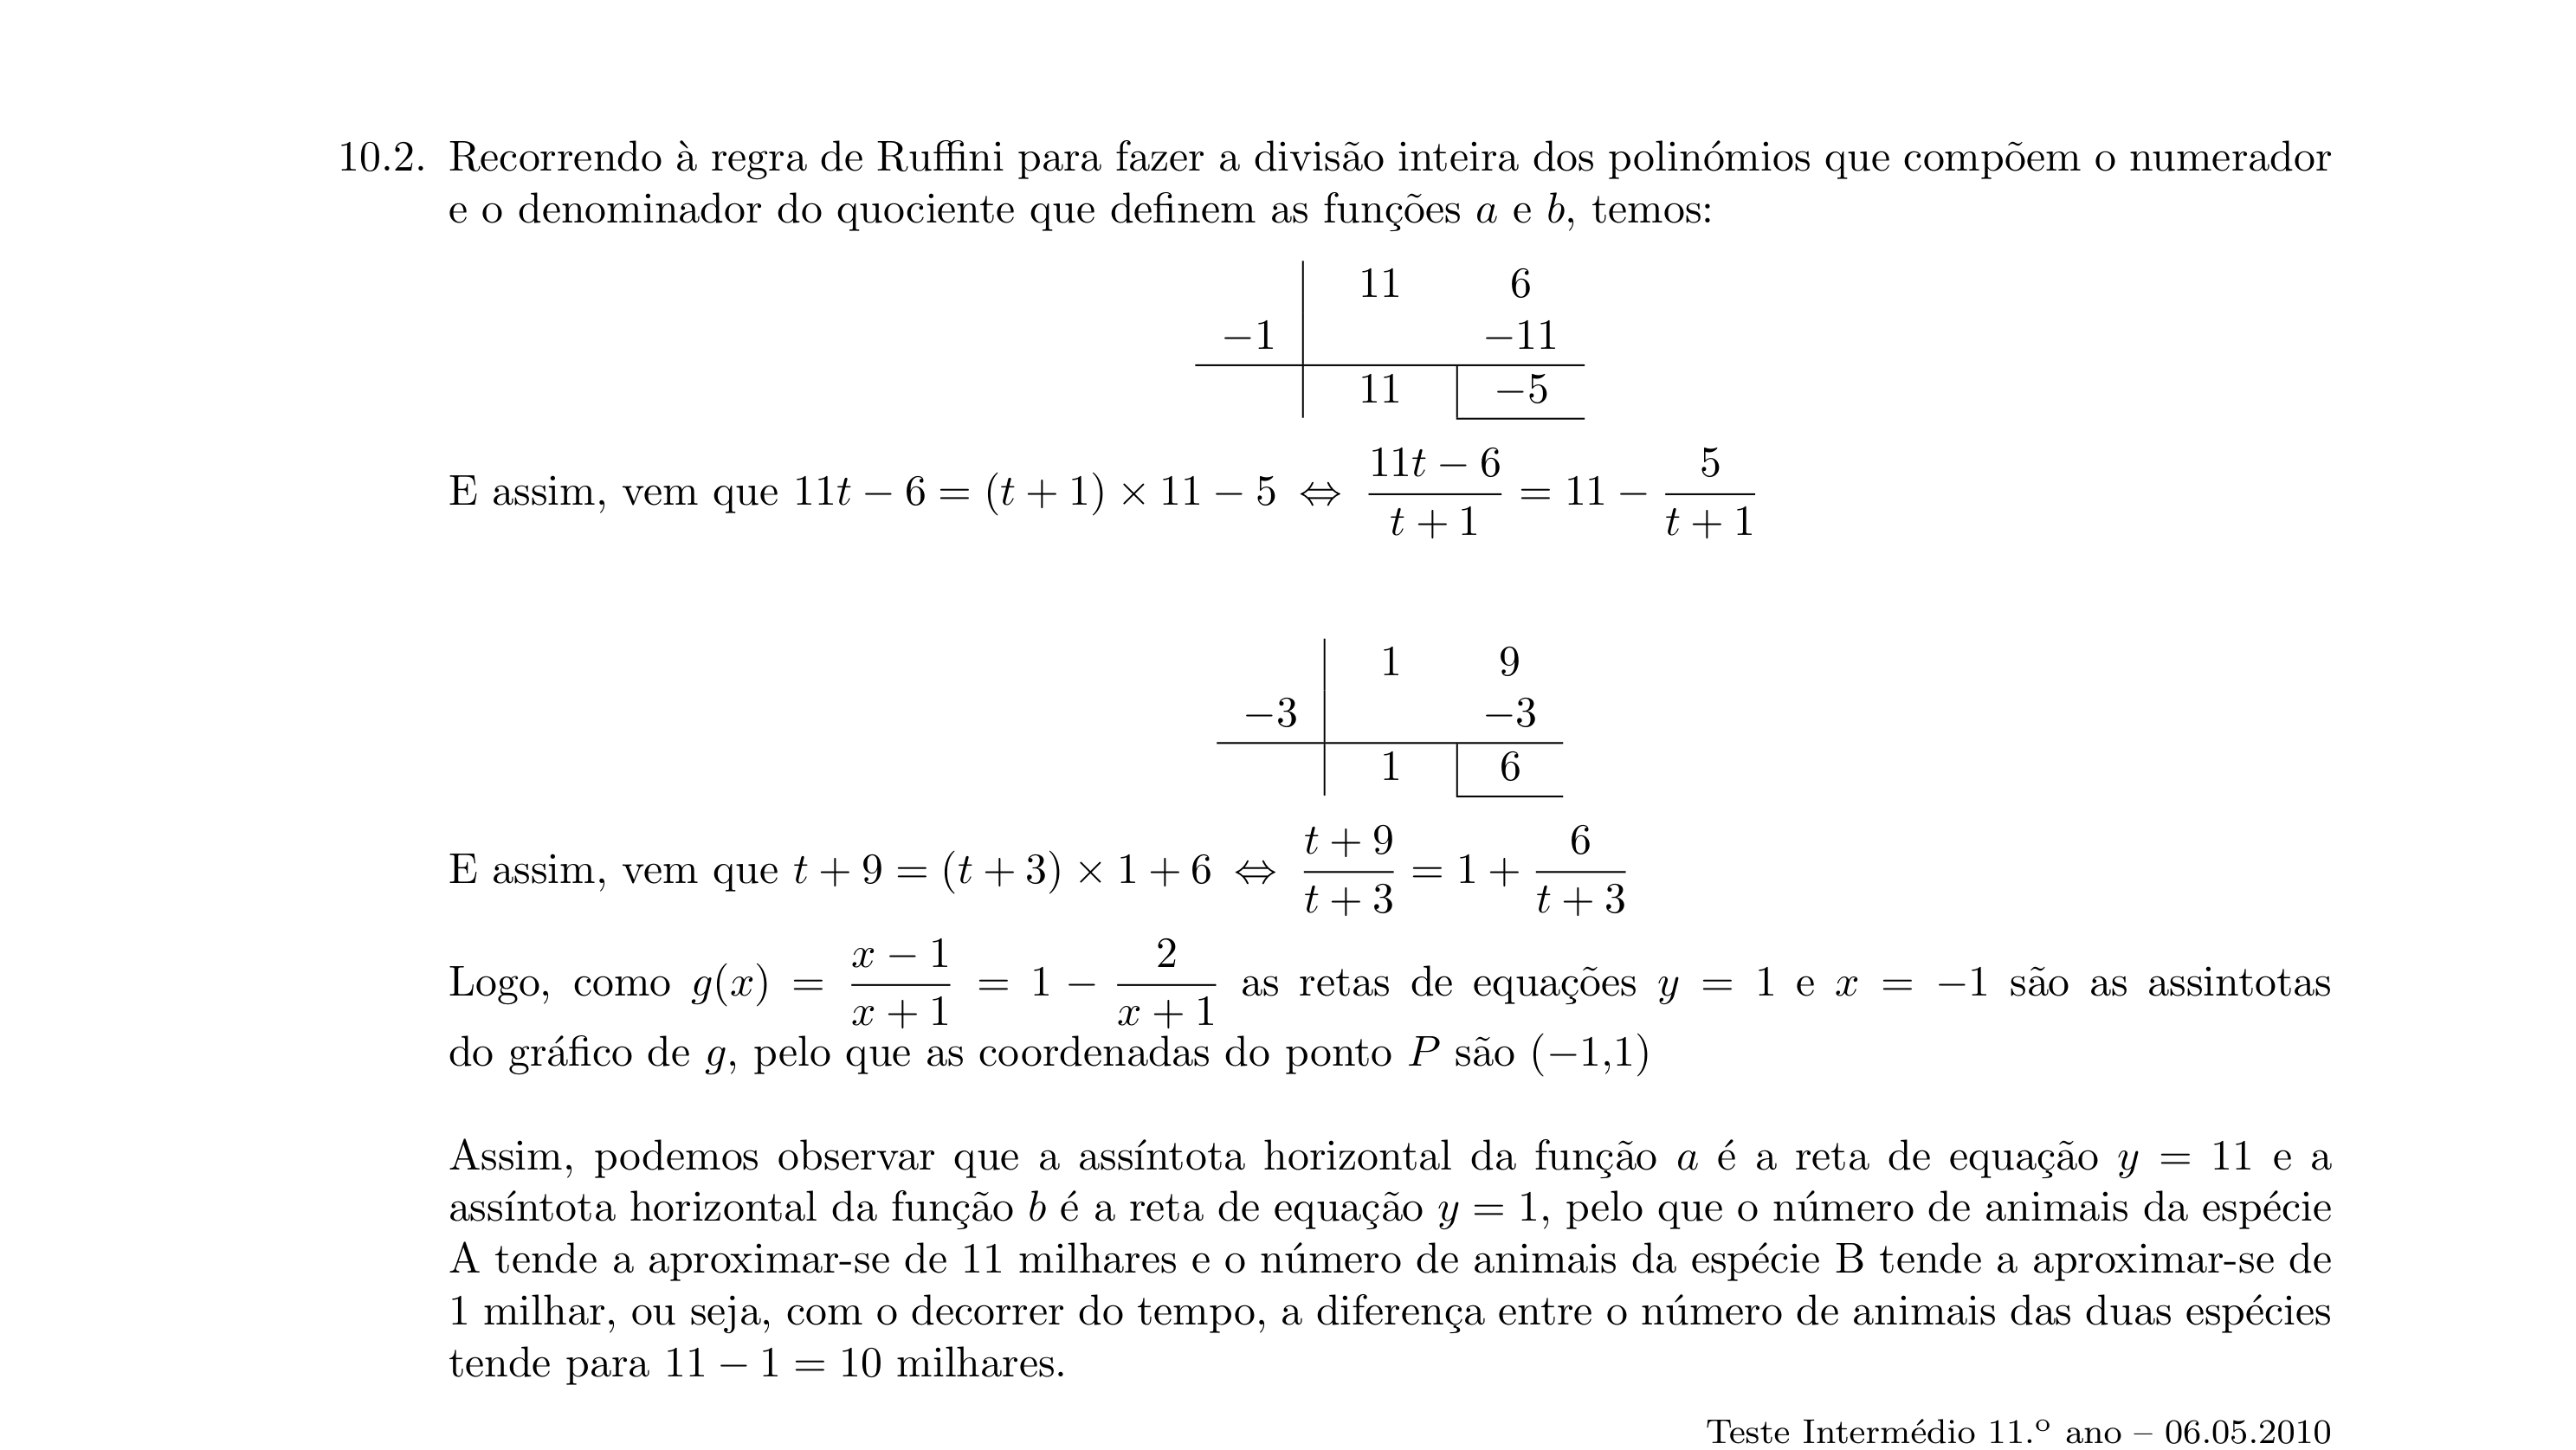 10.2. Recorrendo à regra de Ruffini para fazer a divisão inteira dos polinómios que compõem o numerador
e o denominador do quociente que definem as funções a e b, temos:
11 6
−1 −11
11 −5
E assim, vem que 11t − 6 = (t + 1) × 11 − 5 ⇔ \frac{11t − 6}{t + 1} = 11 − \frac{5}{t + 1}
1 9
−3 −3
1 6
E assim, vem que t + 9 = (t + 3) × 1 + 6 ⇔ \frac{t + 9}{t + 3} = 1 + \frac{6}{t + 3}
Logo, como g(x) = \frac{x − 1}{x + 1} = 1 − \frac{2}{x + 1} as retas de equações y = 1 e x = −1 são as assintotas
do gráfico de g, pelo que as coordenadas do ponto P são (−1,1)
Assim, podemos observar que a assíntota horizontal da função a é a reta de equação y = 11 e a
assíntota horizontal da função b é a reta de equação y = 1, pelo que o número de animais da espécie
A tende a aproximar-se de 11 milhares e o número de animais da espécie B tende a aproximar-se de
1 milhar, ou seja, com o decorrer do tempo, a diferença entre o número de animais das duas espécies
tende para 11 − 1 = 10 milhares.
Teste Intermédio 11.º ano – 06.05.2010